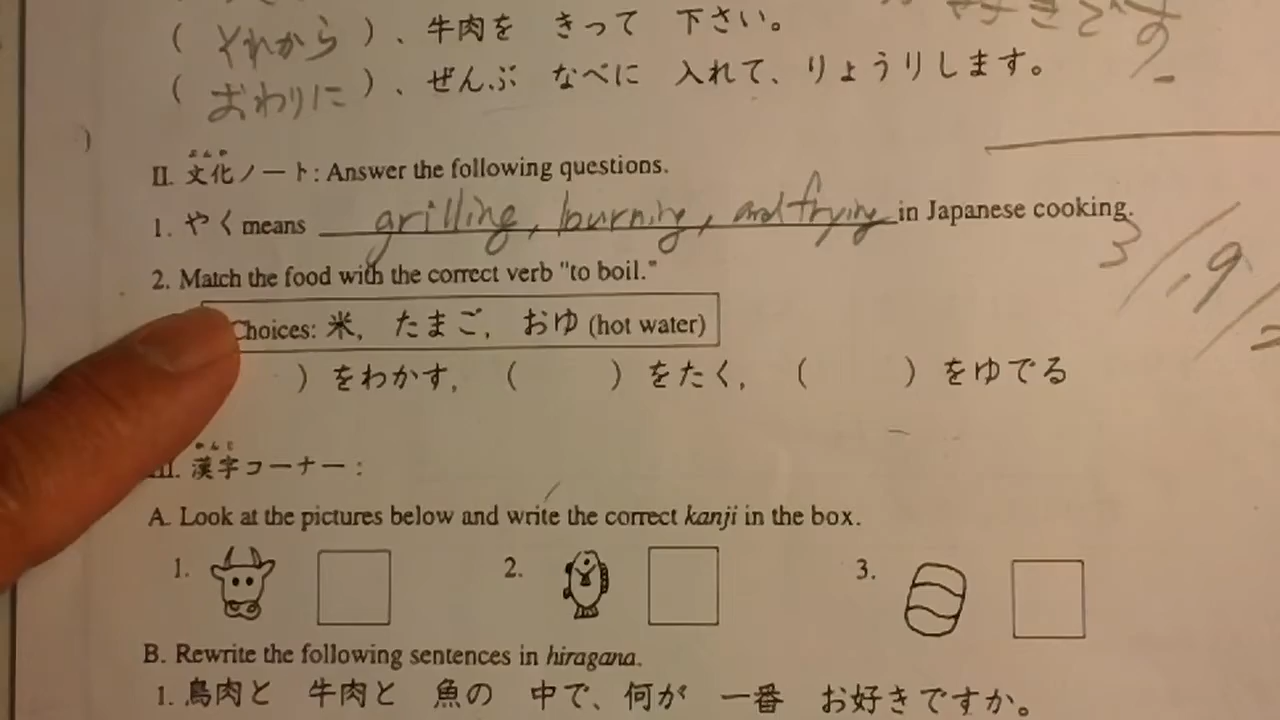 ( それから )、牛肉を きって 下さい。
( おわりに )、ぜんぶ なべに 入れて、りょうりします。
II. 文化ノート: Answer the following questions.
1. やく means grilling, burning, and frying in Japanese cooking.
2. Match the food with the correct verb "to boil."
Choices: 米, たまご, おゆ (hot water)
) をわかす, ( ) をたく, ( ) をゆでる
漢字コーナー:
A. Look at the pictures below and write the correct kanji in the box.
1. 2. 3.
B. Rewrite the following sentences in hiragana.
1. 鳥肉と 牛肉と 魚の 中で、何が 一番 お好きですか。